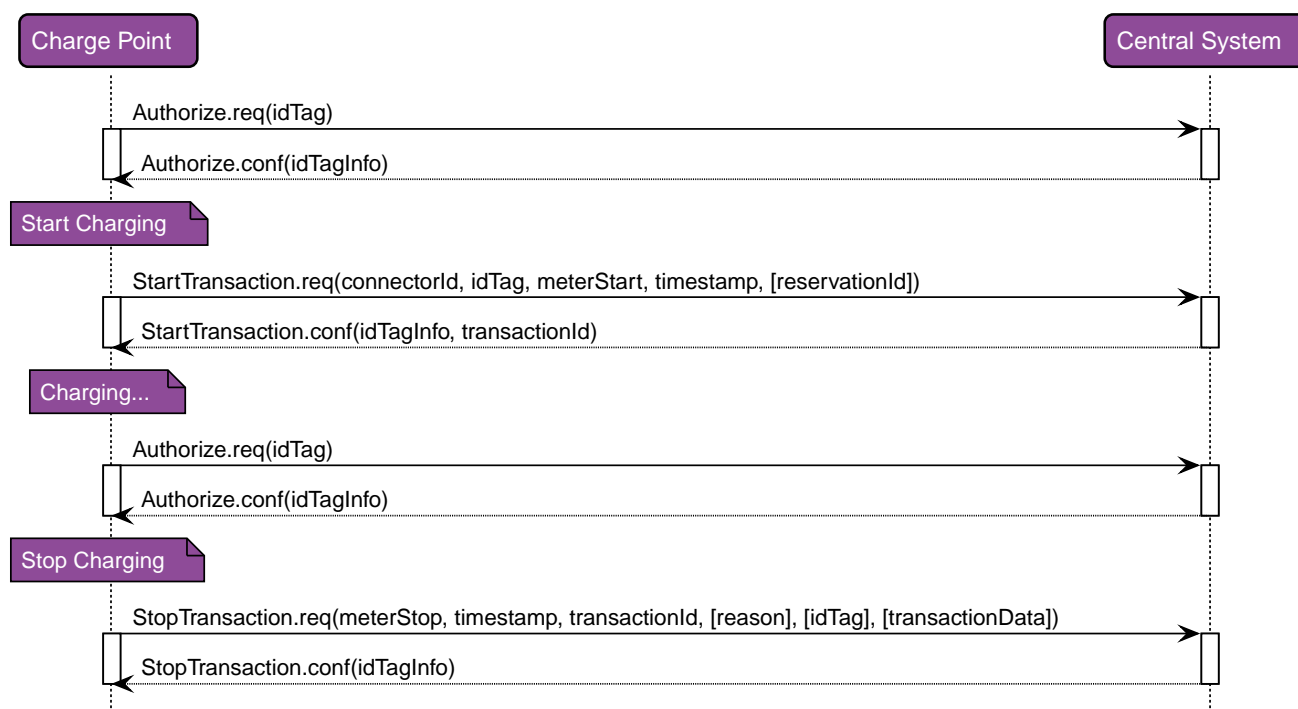 Charge Point
Central System
Authorize.req(idTag)
Authorize.conf(idTagInfo)
Start Charging
StartTransaction.req(connectorId, idTag, meterStart, timestamp, [reservationId])
StartTransaction.conf(idTagInfo, transactionId)
Charging...
Authorize.req(idTag)
Authorize.conf(idTagInfo)
Stop Charging
StopTransaction.req(meterStop, timestamp, transactionId, [reason], [idTag], [transactionData])
StopTransaction.conf(idTagInfo)